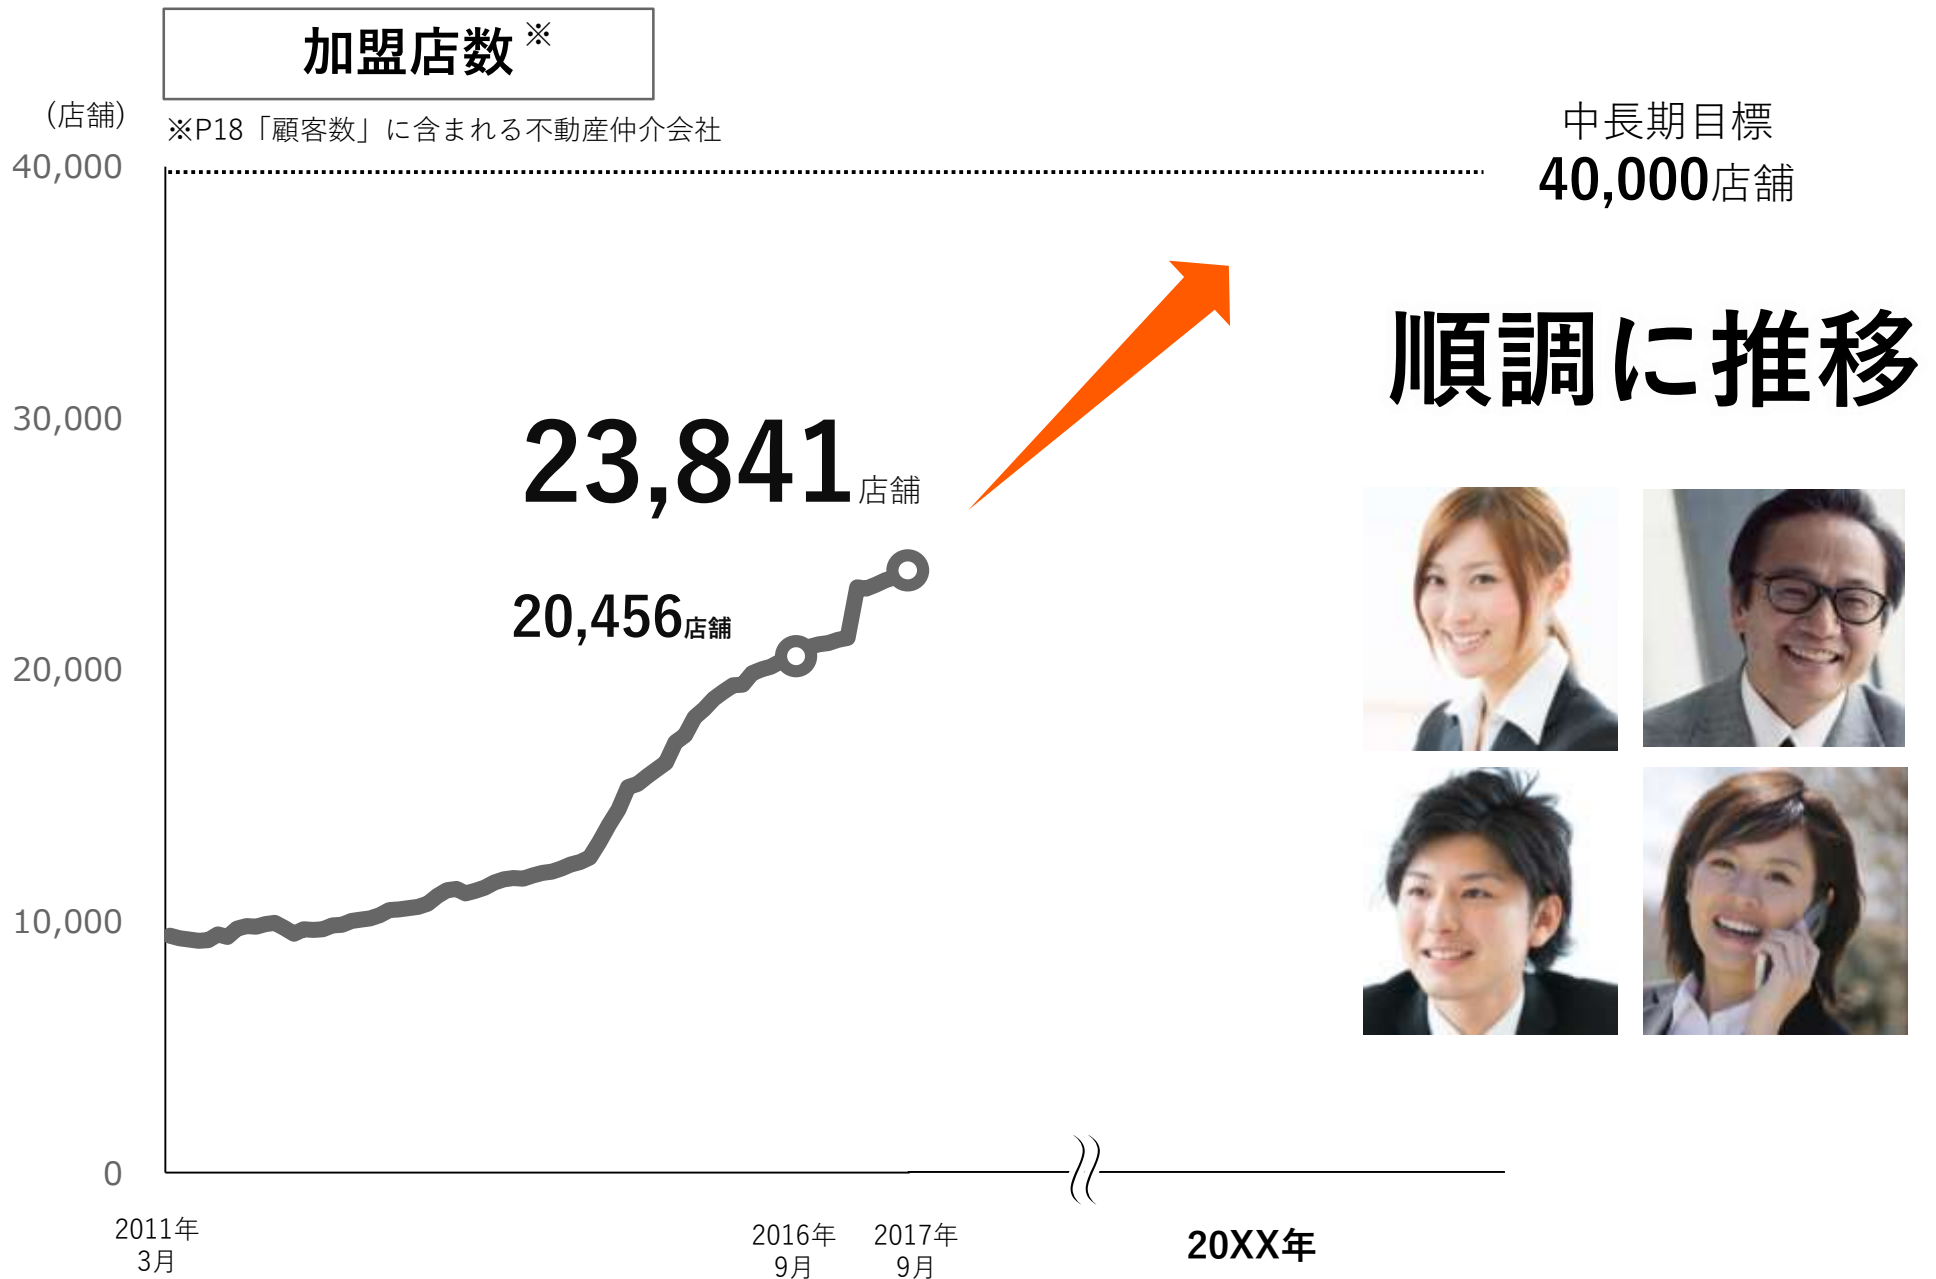 加盟店数※
(店舗)
※P18「顧客数」に含まれる不動産仲介会社
中長期目標
40,000店舗
40,000
順調に推移
30,000
23,841店舗
20,456店舗
20,000
10,000
0
2011年
3月
2016年
9月
2017年
9月
20XX年